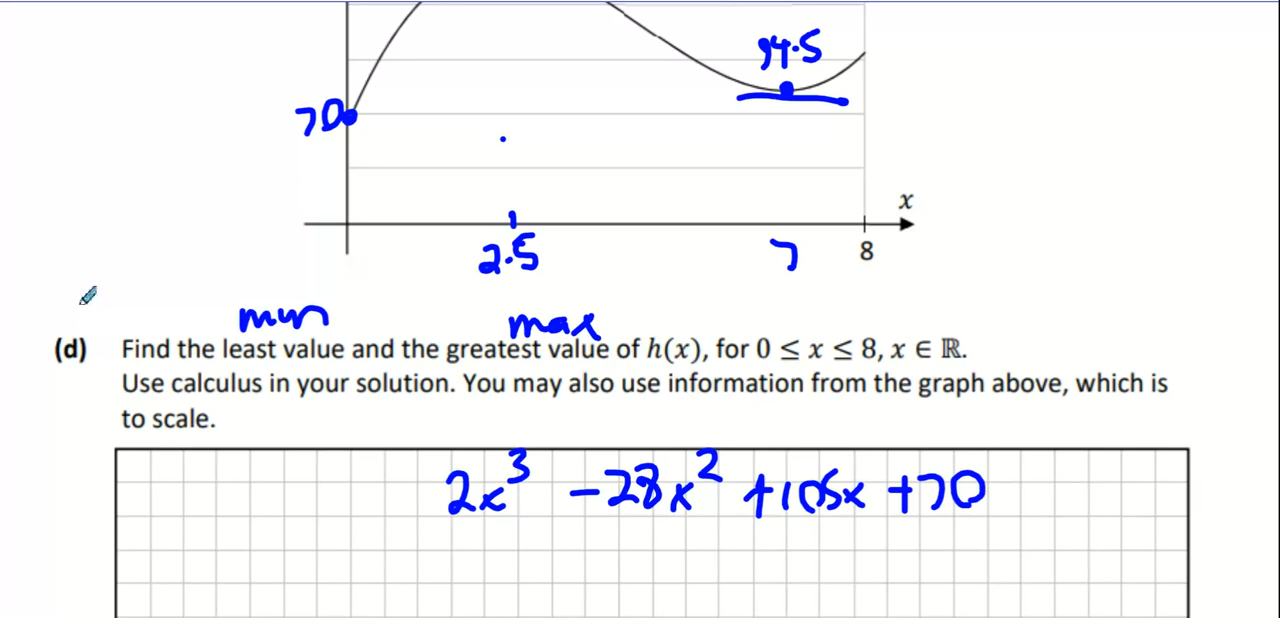 94.5
70
x
2.5
7
8
min
max
(d) Find the least value and the greatest value of h(x), for 0 ≤ x ≤ 8, x ∈ ℝ.
Use calculus in your solution. You may also use information from the graph above, which is
to scale.
2x³ -28x² +105x +70